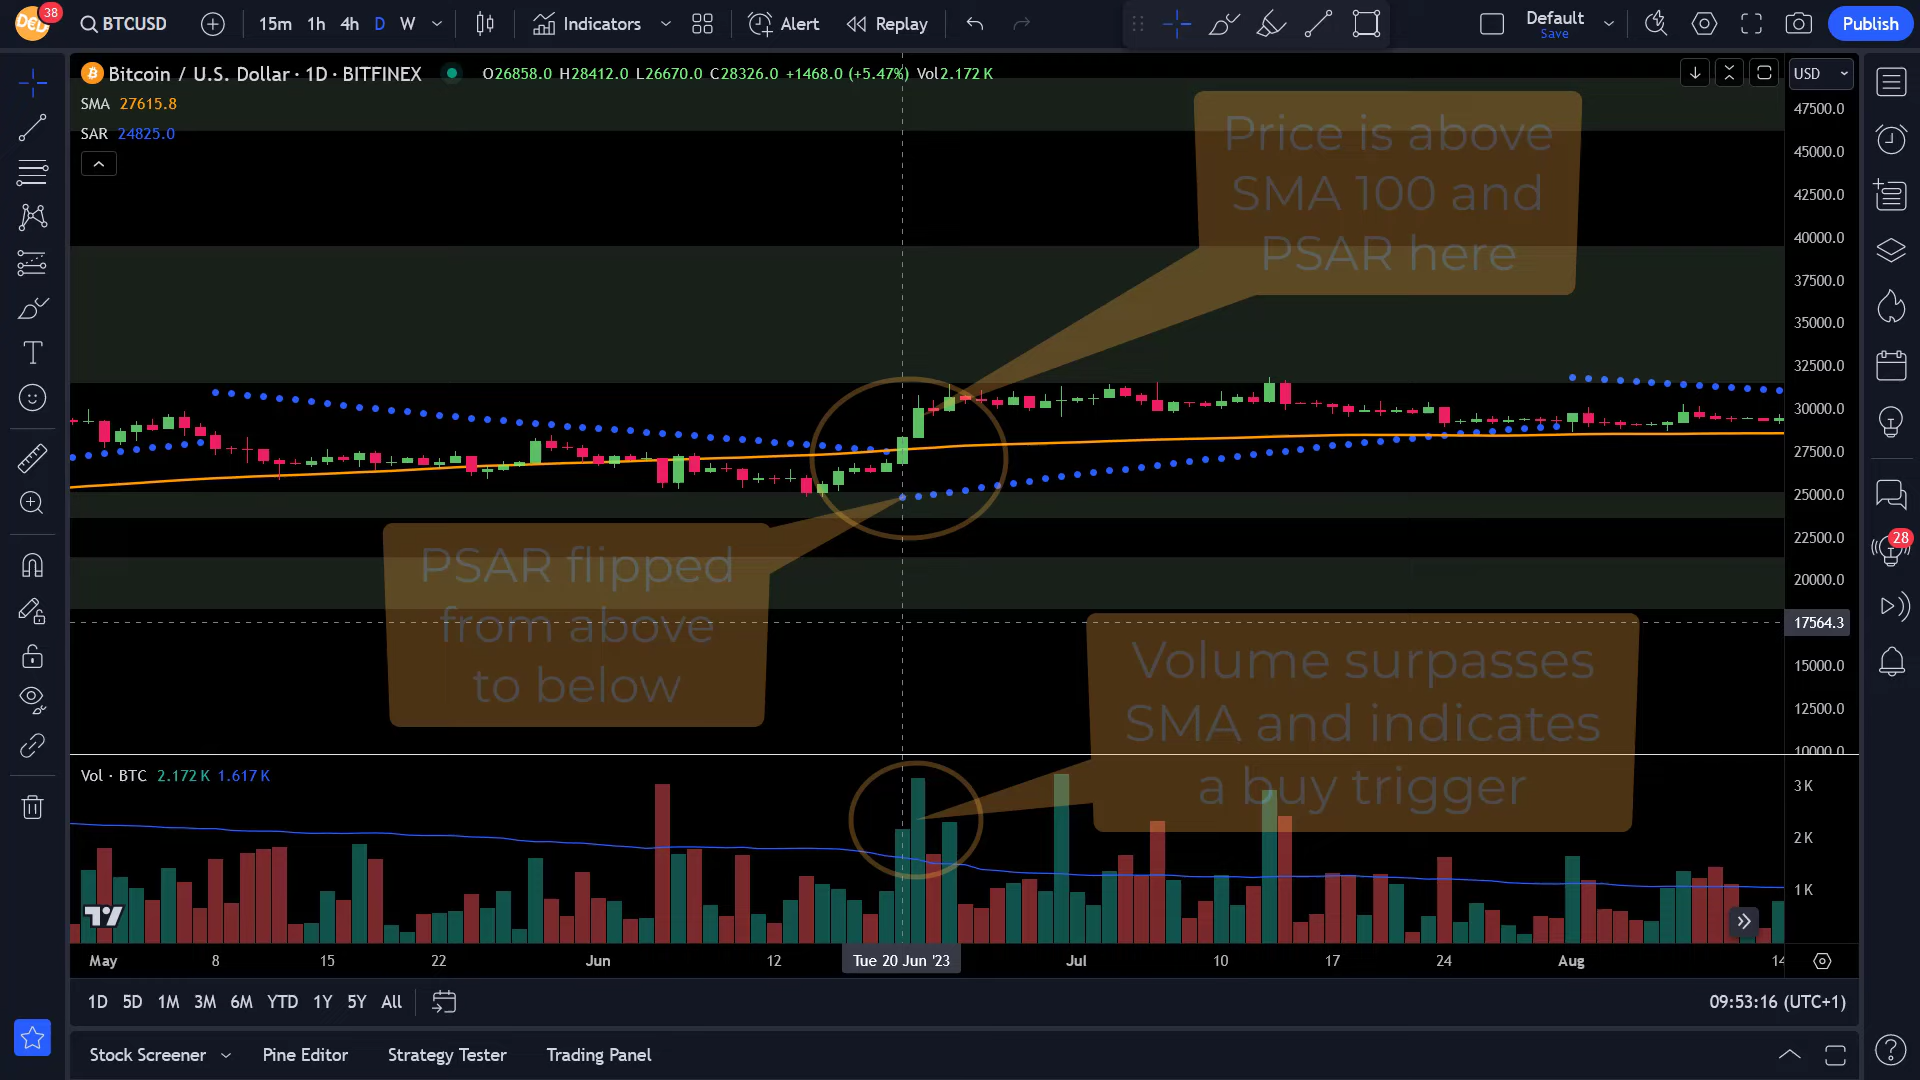 38
BTCUSD
15m 1h 4h D W
Indicators
Alert
Replay
Default
Save
Publish
Bitcoin / U.S. Dollar · 1D · BITFINEX
O26858.0 H28412.0 L26670.0 C28326.0 +1468.0 (+5.47%) Vol2.172 K
USD
SMA 27615.8
SAR 24825.0
47500.0
45000.0
42500.0
40000.0
37500.0
35000.0
32500.0
30000.0
27500.0
25000.0
22500.0
20000.0
17564.3
15000.0
12500.0
10000.0
Price is above
SMA 100 and
PSAR here
PSAR flipped
from above
to below
Volume surpasses
SMA and indicates
a buy trigger
28
Vol · BTC 2.172 K 1.617 K
3 K
2 K
1 K
May 8 15 22 Jun 12 Tue 20 Jun '23 Jul 10 17 24 Aug 14
1D 5D 1M 3M 6M YTD 1Y 5Y All
09:53:16 (UTC+1)
Stock Screener Pine Editor Strategy Tester Trading Panel